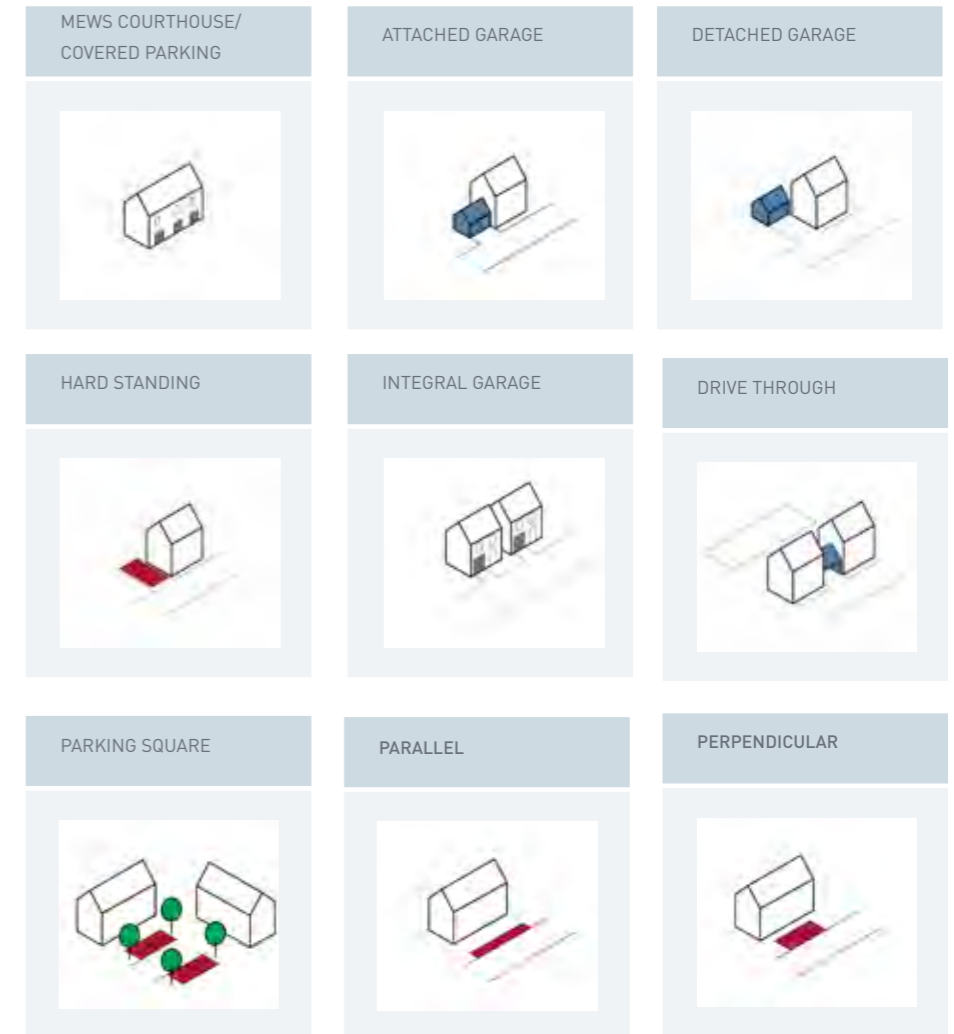 MEWS COURTHOUSE/
COVERED PARKING
ATTACHED GARAGE
DETACHED GARAGE
HARD STANDING
INTEGRAL GARAGE
DRIVE THROUGH
PARKING SQUARE
PARALLEL
PERPENDICULAR